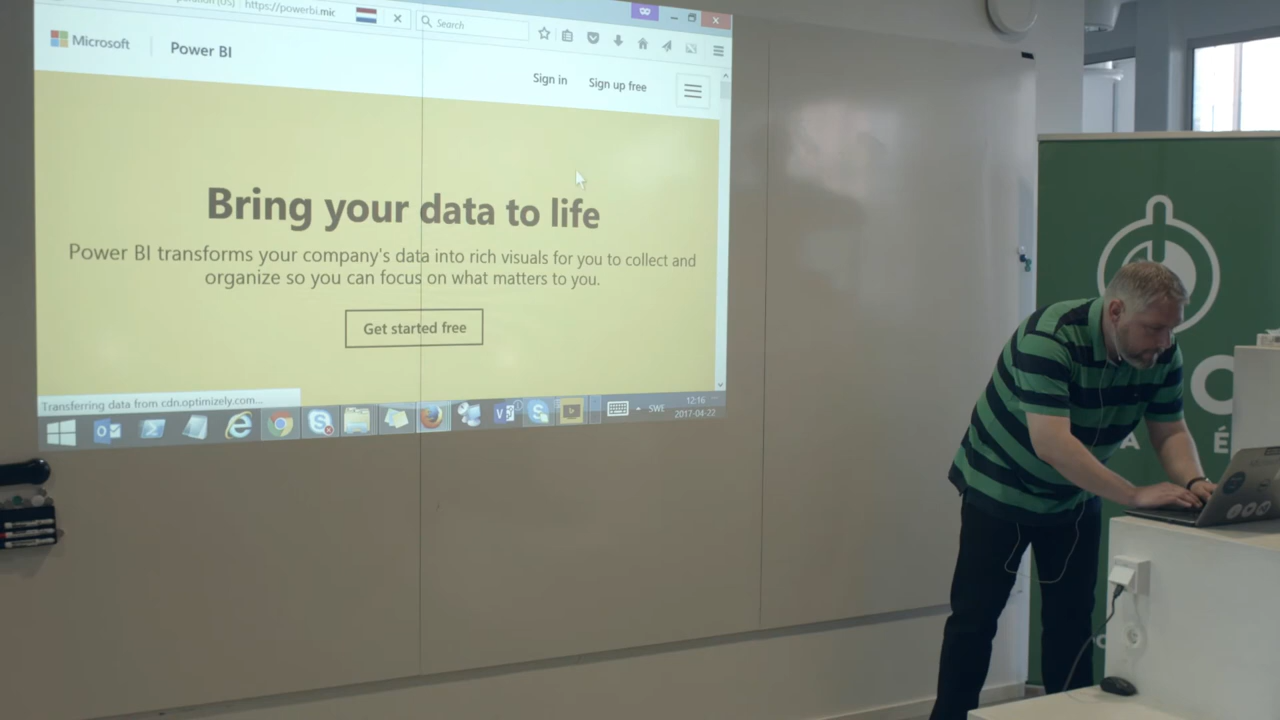 https://powerbi.mic
Search
Microsoft
Power BI
Sign in
Sign up free
Bring your data to life
Power BI transforms your company's data into rich visuals for you to collect and
organize so you can focus on what matters to you.
Get started free
Transferring data from cdn.optimizely.com...
SWE
12:16
2017-04-22
O
A
É